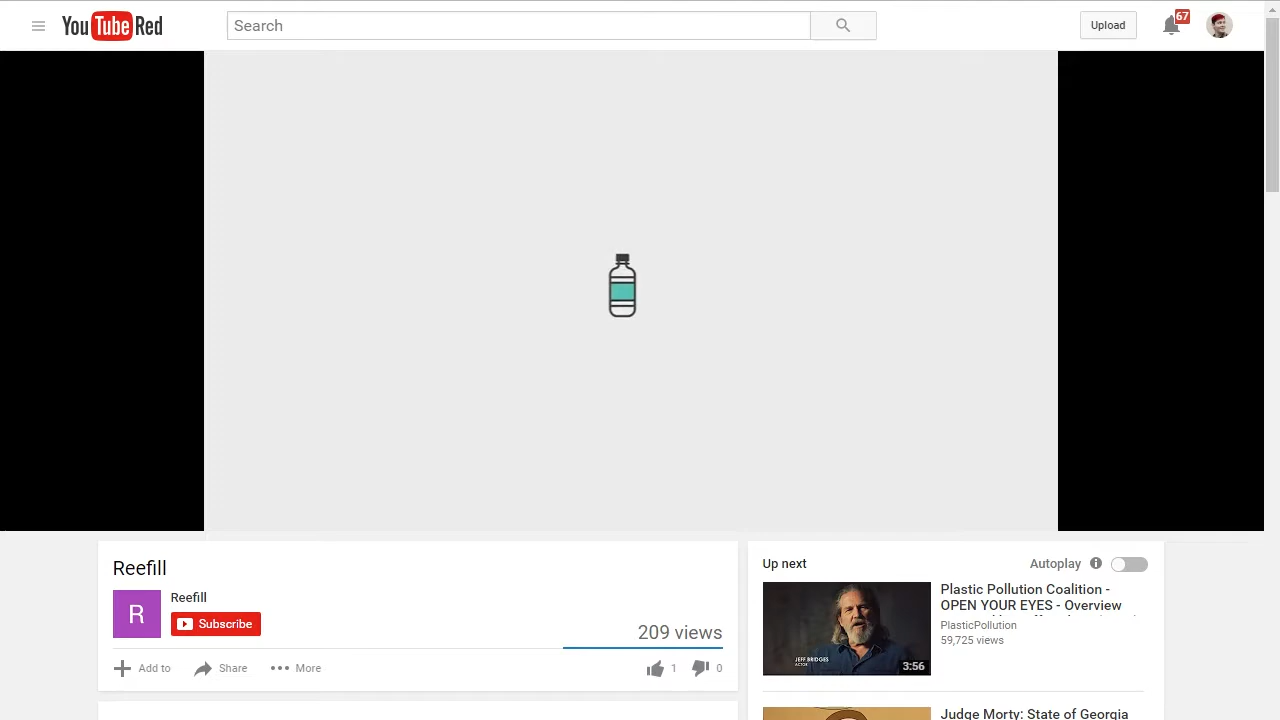 YouTube Red
Search
Upload
67
Reefill
R
Reefill
Subscribe
209 views
Add to
Share
More
1
0
Up next
Autoplay
Plastic Pollution Coalition -
OPEN YOUR EYES - Overview
PlasticPollution
59,725 views
JEFF BRIDGES
ACTOR
3:56
Judge Morty: State of Georgia